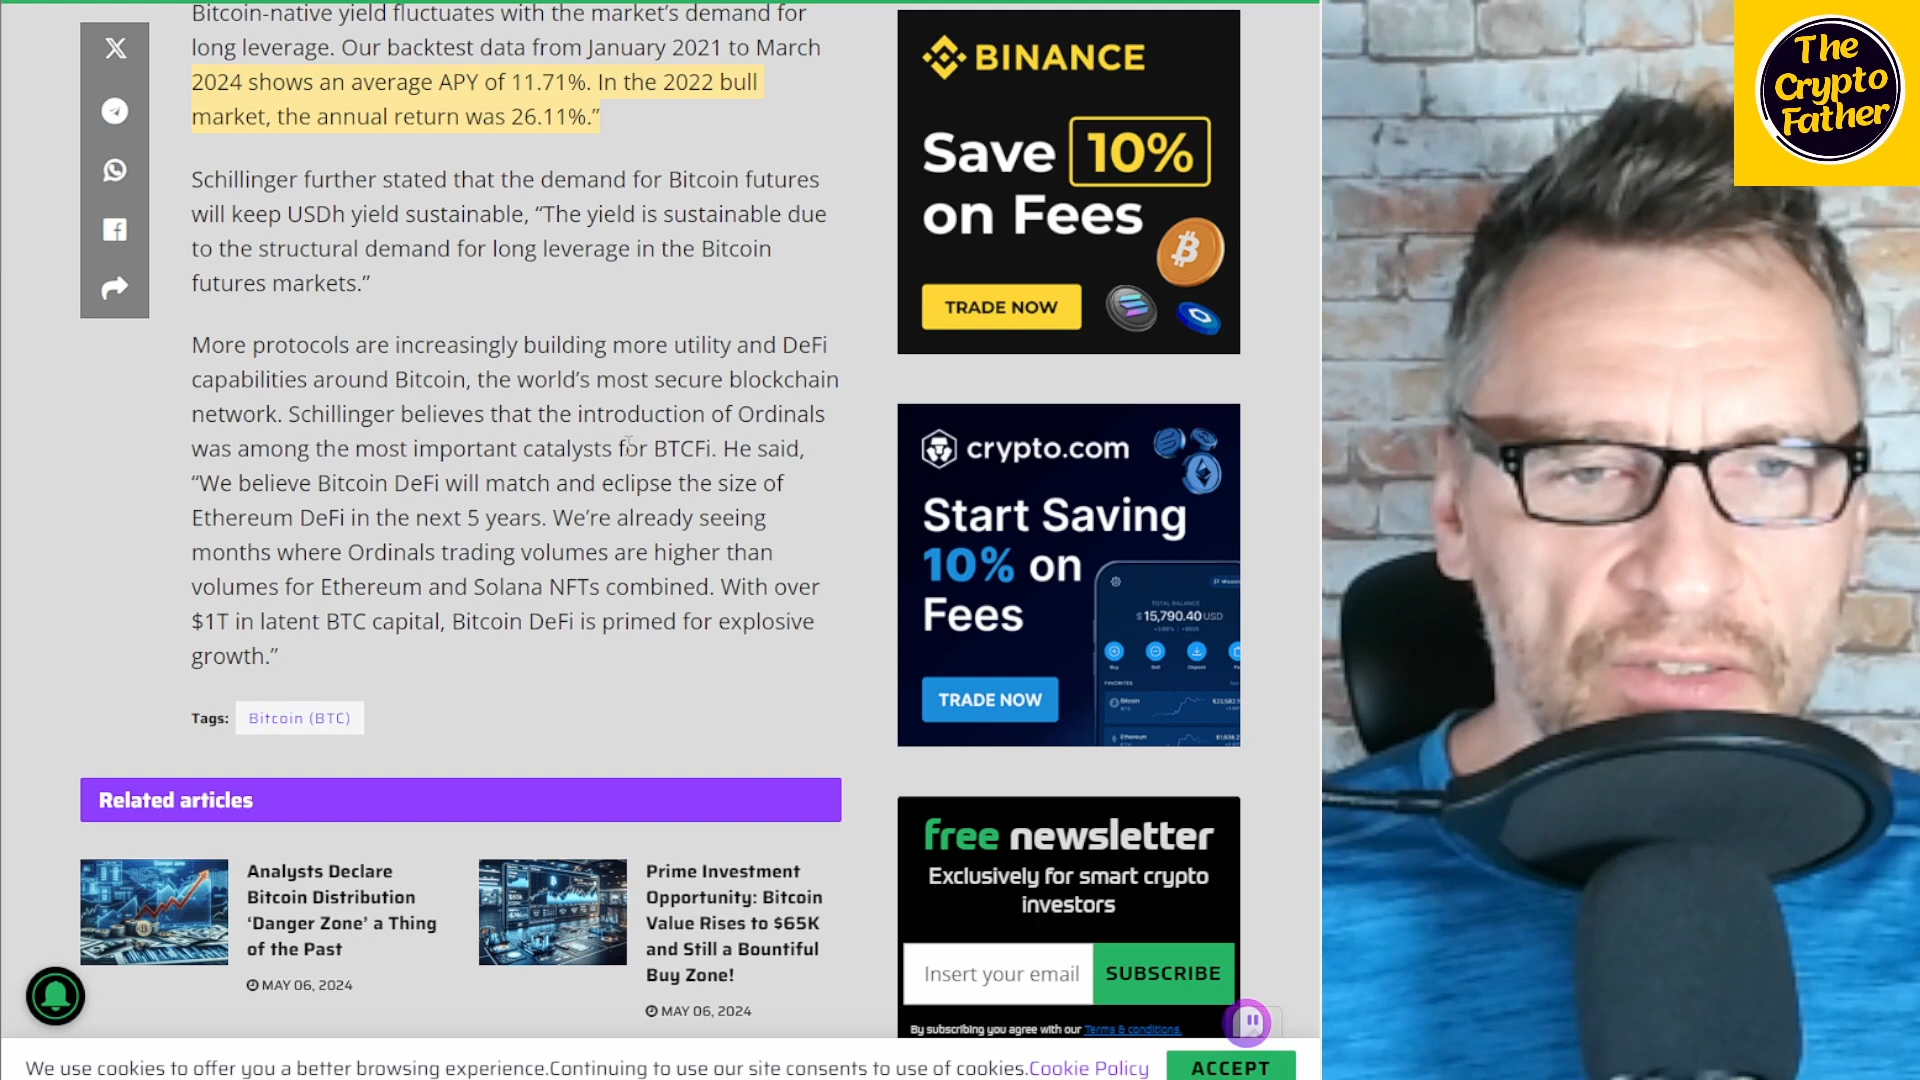 Bitcoin-native yield fluctuates with the market’s demand for
long leverage. Our backtest data from January 2021 to March
2024 shows an average APY of 11.71%. In the 2022 bull
market, the annual return was 26.11%.”
Schillinger further stated that the demand for Bitcoin futures
will keep USDh yield sustainable, “The yield is sustainable due
to the structural demand for long leverage in the Bitcoin
futures markets.”
More protocols are increasingly building more utility and DeFi
capabilities around Bitcoin, the world’s most secure blockchain
network. Schillinger believes that the introduction of Ordinals
was among the most important catalysts for BTCFi. He said,
“We believe Bitcoin DeFi will match and eclipse the size of
Ethereum DeFi in the next 5 years. We’re already seeing
months where Ordinals trading volumes are higher than
volumes for Ethereum and Solana NFTs combined. With over
$1T in latent BTC capital, Bitcoin DeFi is primed for explosive
growth.”
Tags: Bitcoin (BTC)
Related articles
Analysts Declare
Bitcoin Distribution
‘Danger Zone’ a Thing
of the Past
MAY 06, 2024
Prime Investment
Opportunity: Bitcoin
Value Rises to $65K
and Still a Bountiful
Buy Zone!
MAY 06, 2024
BINANCE
Save 10%
on Fees
TRADE NOW
crypto.com
Start Saving
10% on
Fees
TRADE NOW
TOTAL BALANCE
$15,790.40 USD
Buy Sell Deposit
FAVORITES
Bitcoin
BTC
Ethereum
free newsletter
Exclusively for smart crypto
investors
Insert your email
SUBSCRIBE
By subscribing you agree with our Terms & conditions.
We use cookies to offer you a better browsing experience.Continuing to use our site consents to use of cookies.Cookie Policy
ACCEPT
The
Crypto
Father